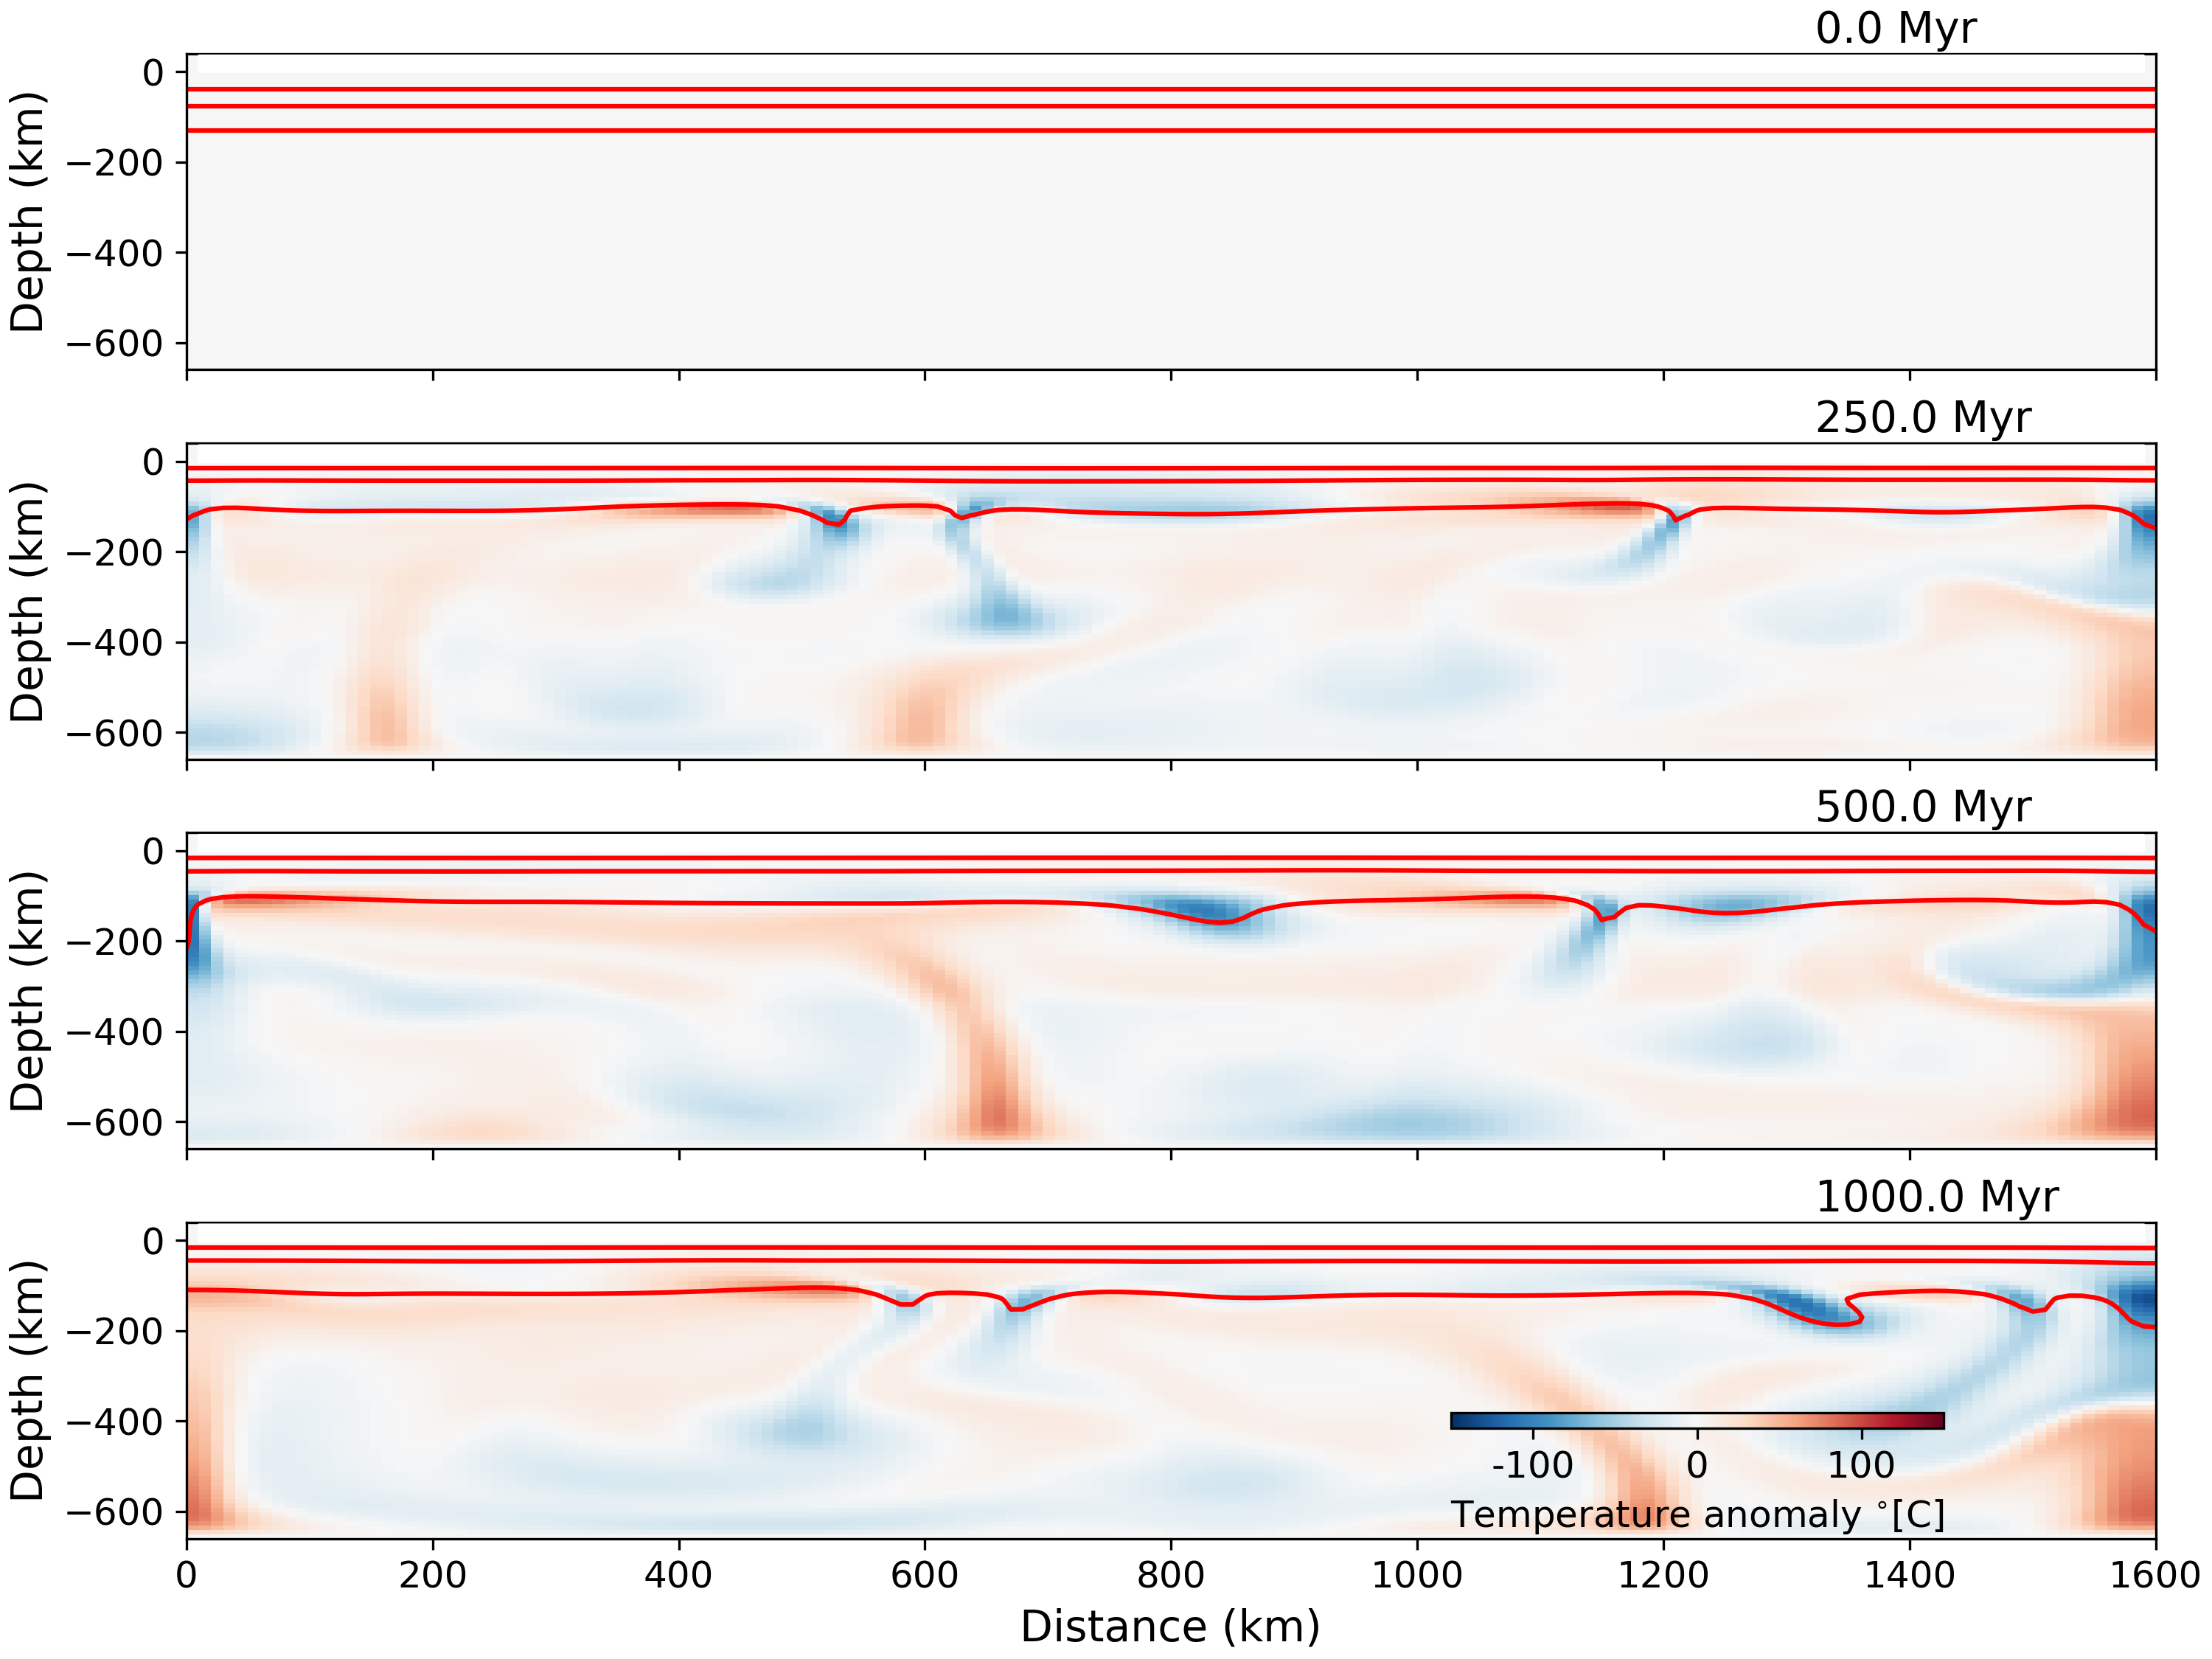 0.0 Myr
0
−200
−400
−600
Depth (km)
250.0 Myr
0
−200
−400
−600
Depth (km)
500.0 Myr
0
−200
−400
−600
Depth (km)
1000.0 Myr
0
−200
−400
−600
Depth (km)
-100 0 100
Temperature anomaly °[C]
0 200 400 600 800 1000 1200 1400 1600
Distance (km)